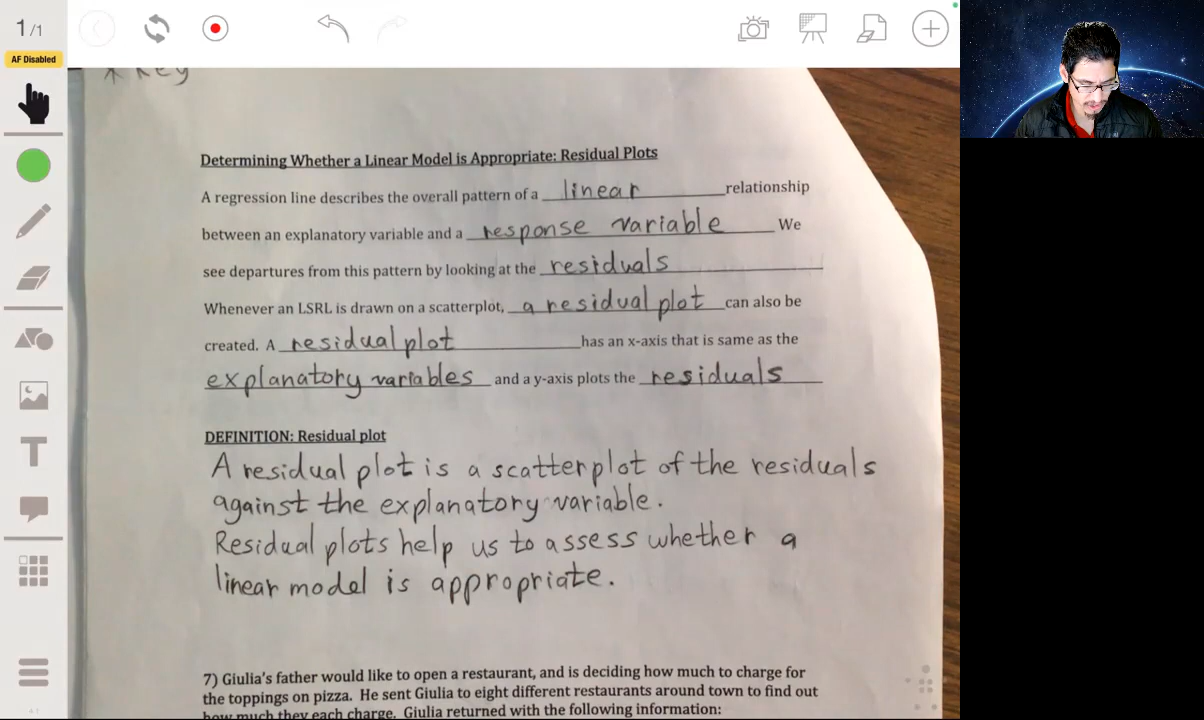 1/1
AF Disabled
* Key
Determining Whether a Linear Model is Appropriate: Residual Plots
A regression line describes the overall pattern of a linear relationship
between an explanatory variable and a response variable We
see departures from this pattern by looking at the residuals
Whenever an LSRL is drawn on a scatterplot, a residual plot can also be
created. A residual plot has an x-axis that is same as the
explanatory variables and a y-axis plots the residuals
DEFINITION: Residual plot
A residual plot is a scatterplot of the residuals
against the explanatory variable.
Residual plots help us to assess whether a
linear model is appropriate.
7) Giulia's father would like to open a restaurant, and is deciding how much to charge for
the toppings on pizza. He sent Giulia to eight different restaurants around town to find out
how much they each charge. Giulia returned with the following information:
T